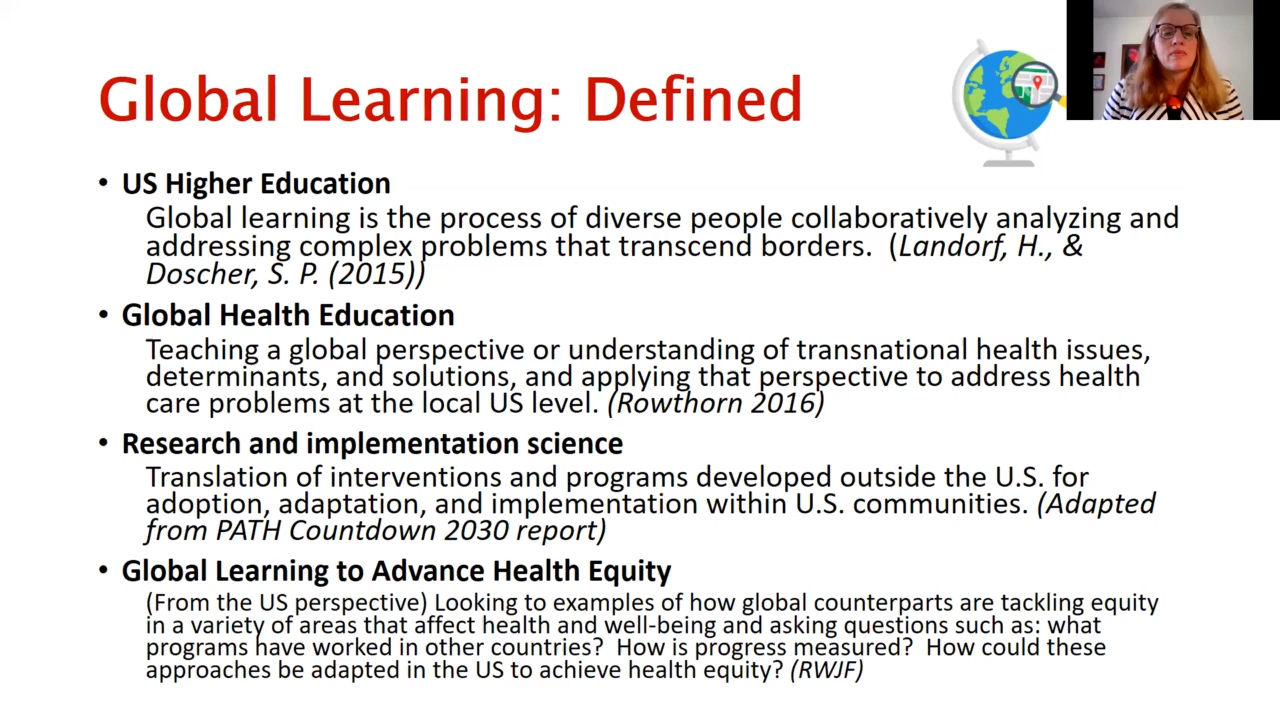 Global Learning: Defined
• US Higher Education
Global learning is the process of diverse people collaboratively analyzing and
addressing complex problems that transcend borders. (Landorf, H., &
Doscher, S. P. (2015))
• Global Health Education
Teaching a global perspective or understanding of transnational health issues,
determinants, and solutions, and applying that perspective to address health
care problems at the local US level. (Rowthorn 2016)
• Research and implementation science
Translation of interventions and programs developed outside the U.S. for
adoption, adaptation, and implementation within U.S. communities. (Adapted
from PATH Countdown 2030 report)
• Global Learning to Advance Health Equity
(From the US perspective) Looking to examples of how global counterparts are tackling equity
in a variety of areas that affect health and well-being and asking questions such as: what
programs have worked in other countries? How is progress measured? How could these
approaches be adapted in the US to achieve health equity? (RWJF)